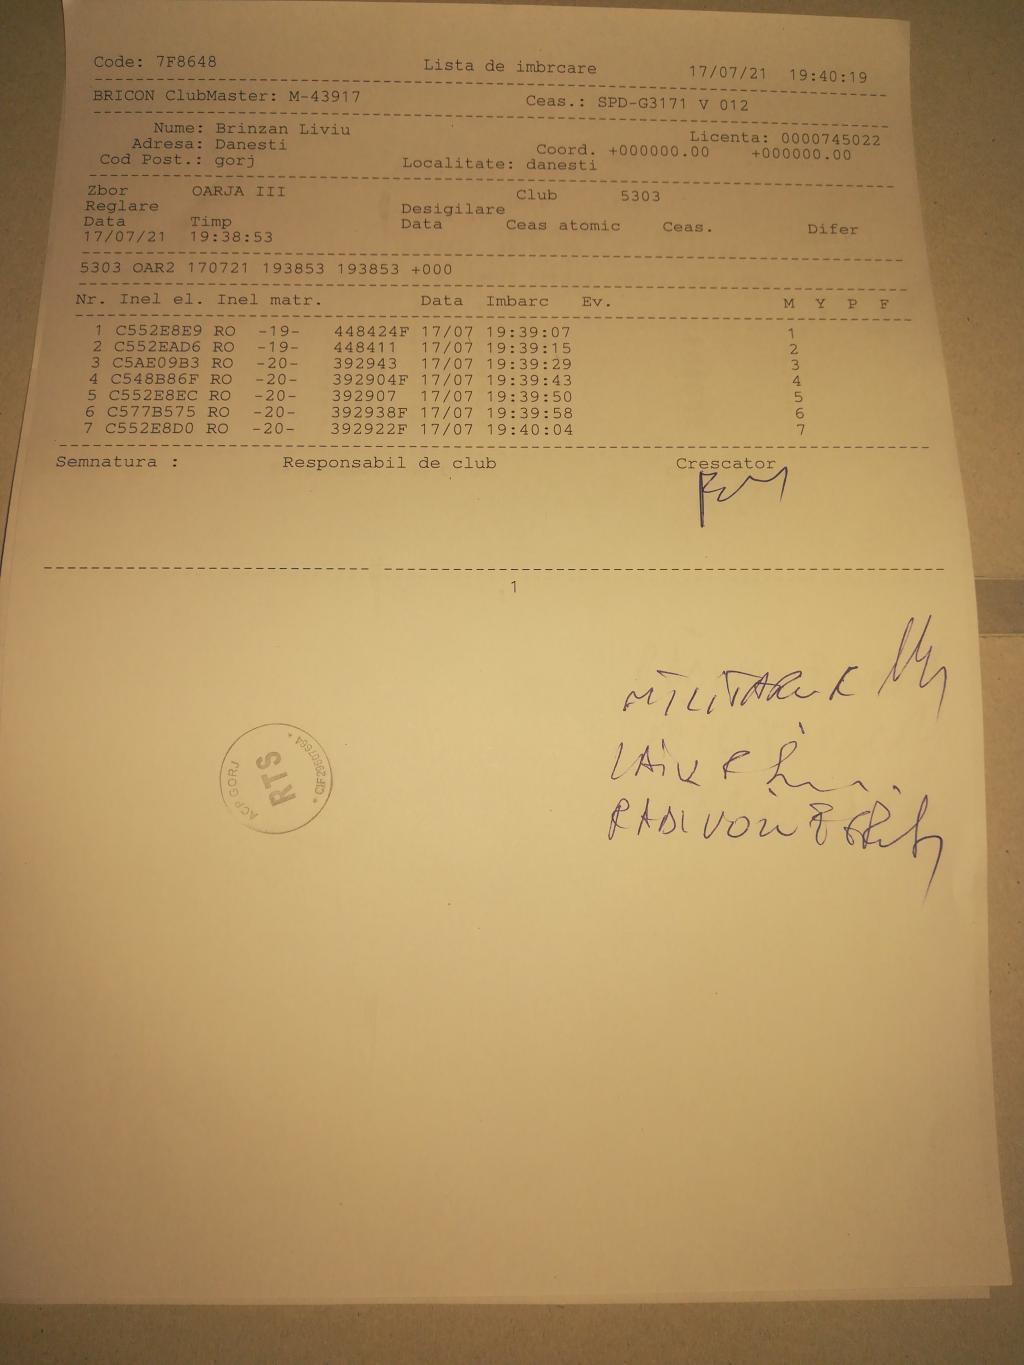 Code: 7F8648 Lista de imbrcare 17/07/21 19:40:19
BRICON ClubMaster: M-43917 Ceas.: SPD-G3171 V 012
Nume: Brinzan Liviu Licenta: 0000745022
Adresa: Danesti Coord. +000000.00 +000000.00
Cod Post.: gorj Localitate: danesti
Zbor OARJA III Club 5303
Reglare Desigilare
Data Timp Data Ceas atomic Ceas. Difer
17/07/21 19:38:53
5303 OAR2 170721 193853 193853 +000
Nr. Inel el. Inel matr. Data Imbarc Ev. M Y P F
1 C552E8E9 RO -19- 448424F 17/07 19:39:07 1
2 C552EAD6 RO -19- 448411 17/07 19:39:15 2
3 C5AE09B3 RO -20- 392943 17/07 19:39:29 3
4 C548B86F RO -20- 392904F 17/07 19:39:43 4
5 C552E8EC RO -20- 392907 17/07 19:39:50 5
6 C577B575 RO -20- 392938F 17/07 19:39:58 6
7 C552E8D0 RO -20- 392922F 17/07 19:40:04 7
Semnatura : Responsabil de club Crescator
1
MILITARU R
ACP GORJ
RTS
* CIF29607664 *